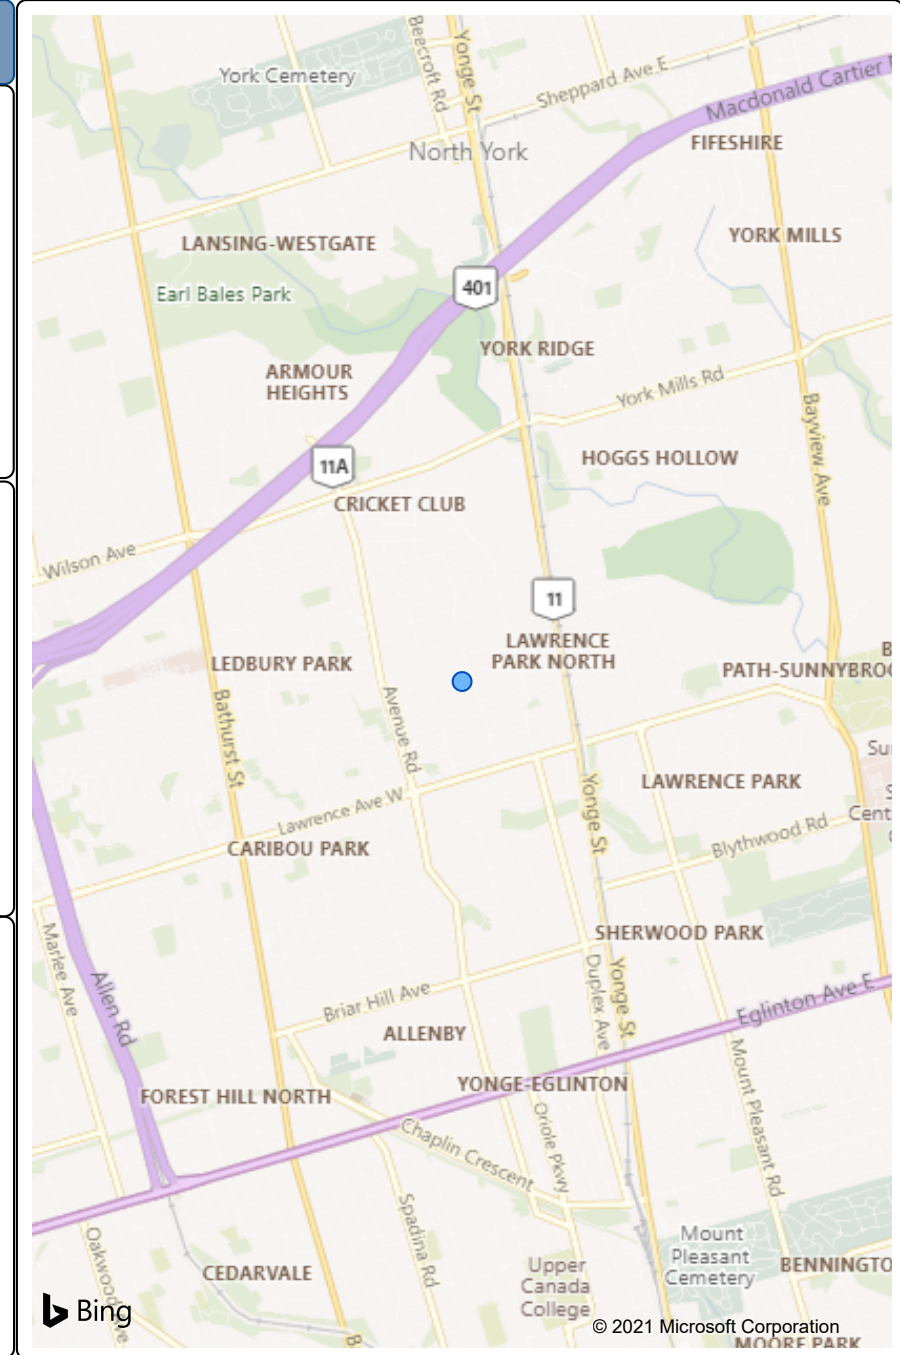 Beecroft Rd
Yonge St
York Cemetery
Sheppard Ave E
Macdonald Cartier
FIFESHIRE
North York
YORK MILLS
LANSING-WESTGATE
Earl Bales Park
401
YORK RIDGE
ARMOUR
HEIGHTS
York Mills Rd
Bayview Ave
HOGGS HOLLOW
11A
CRICKET CLUB
Wilson Ave
11
LAWRENCE
PARK NORTH
LEDBURY PARK
PATH-SUNNYBROO
Bathurst St
Avenue Rd
Yonge St
LAWRENCE PARK
Lawrence Ave W
Blythwood Rd
CARIBOU PARK
Marlee Ave
Allen Rd
SHERWOOD PARK
Duplex Ave
Yonge St
Briar Hill Ave
Eglinton Ave E
ALLENBY
YONGE-EGLINTON
FOREST HILL NORTH
Mount Pleasant Rd
Oriole Pkwy
Chaplin Crescent
Spadina Rd
Oakwood Ve
CEDARVALE
Mount
Pleasant
Cemetery
Upper
Canada
College
BENNINGTO
Bing
© 2021 Microsoft Corporation
MOORE PARK